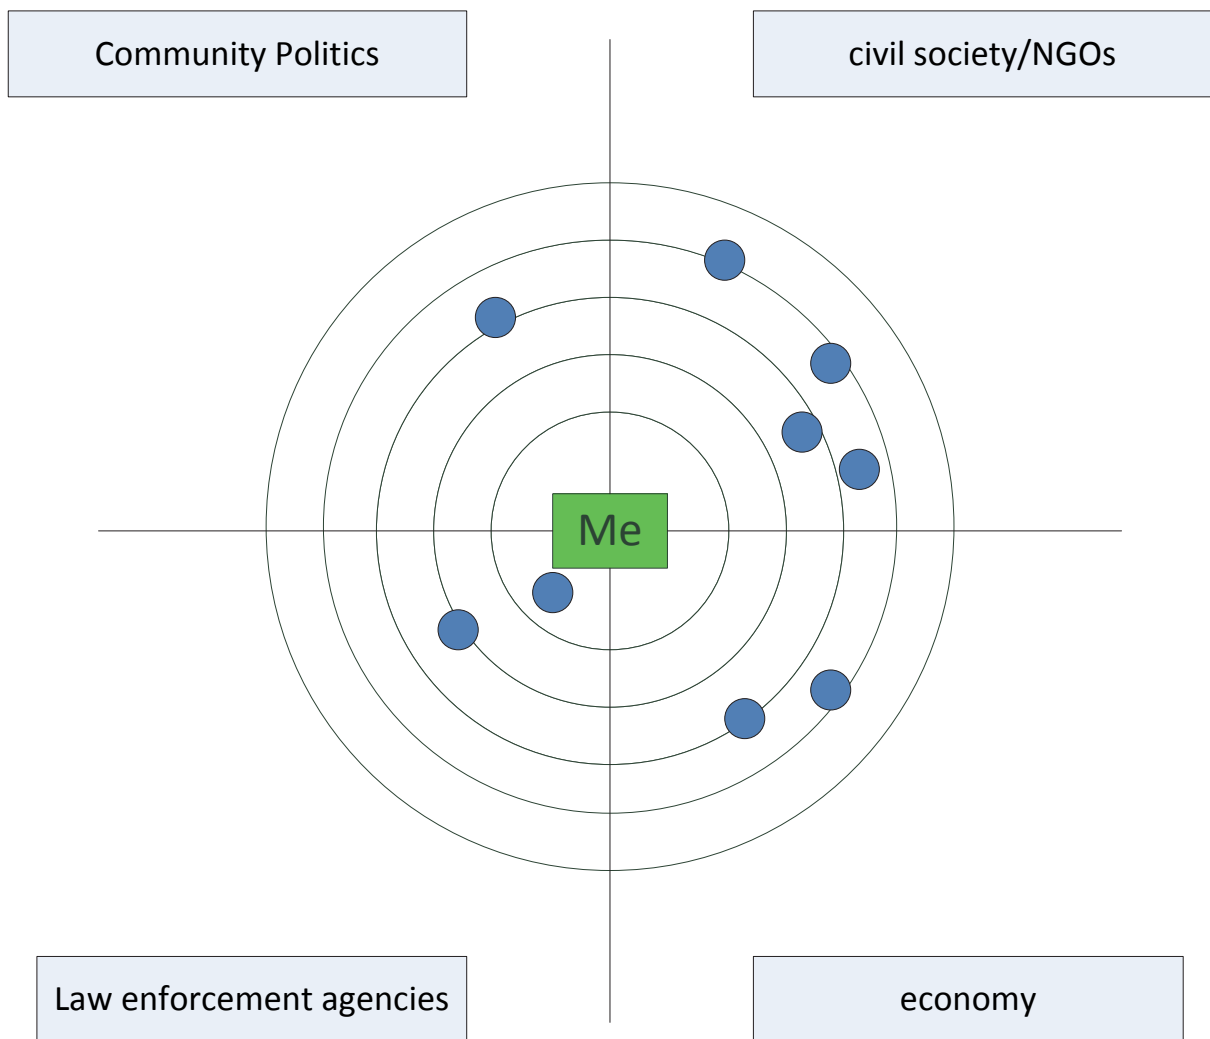 Community Politics
civil society/NGOs
Me
Law enforcement agencies
economy